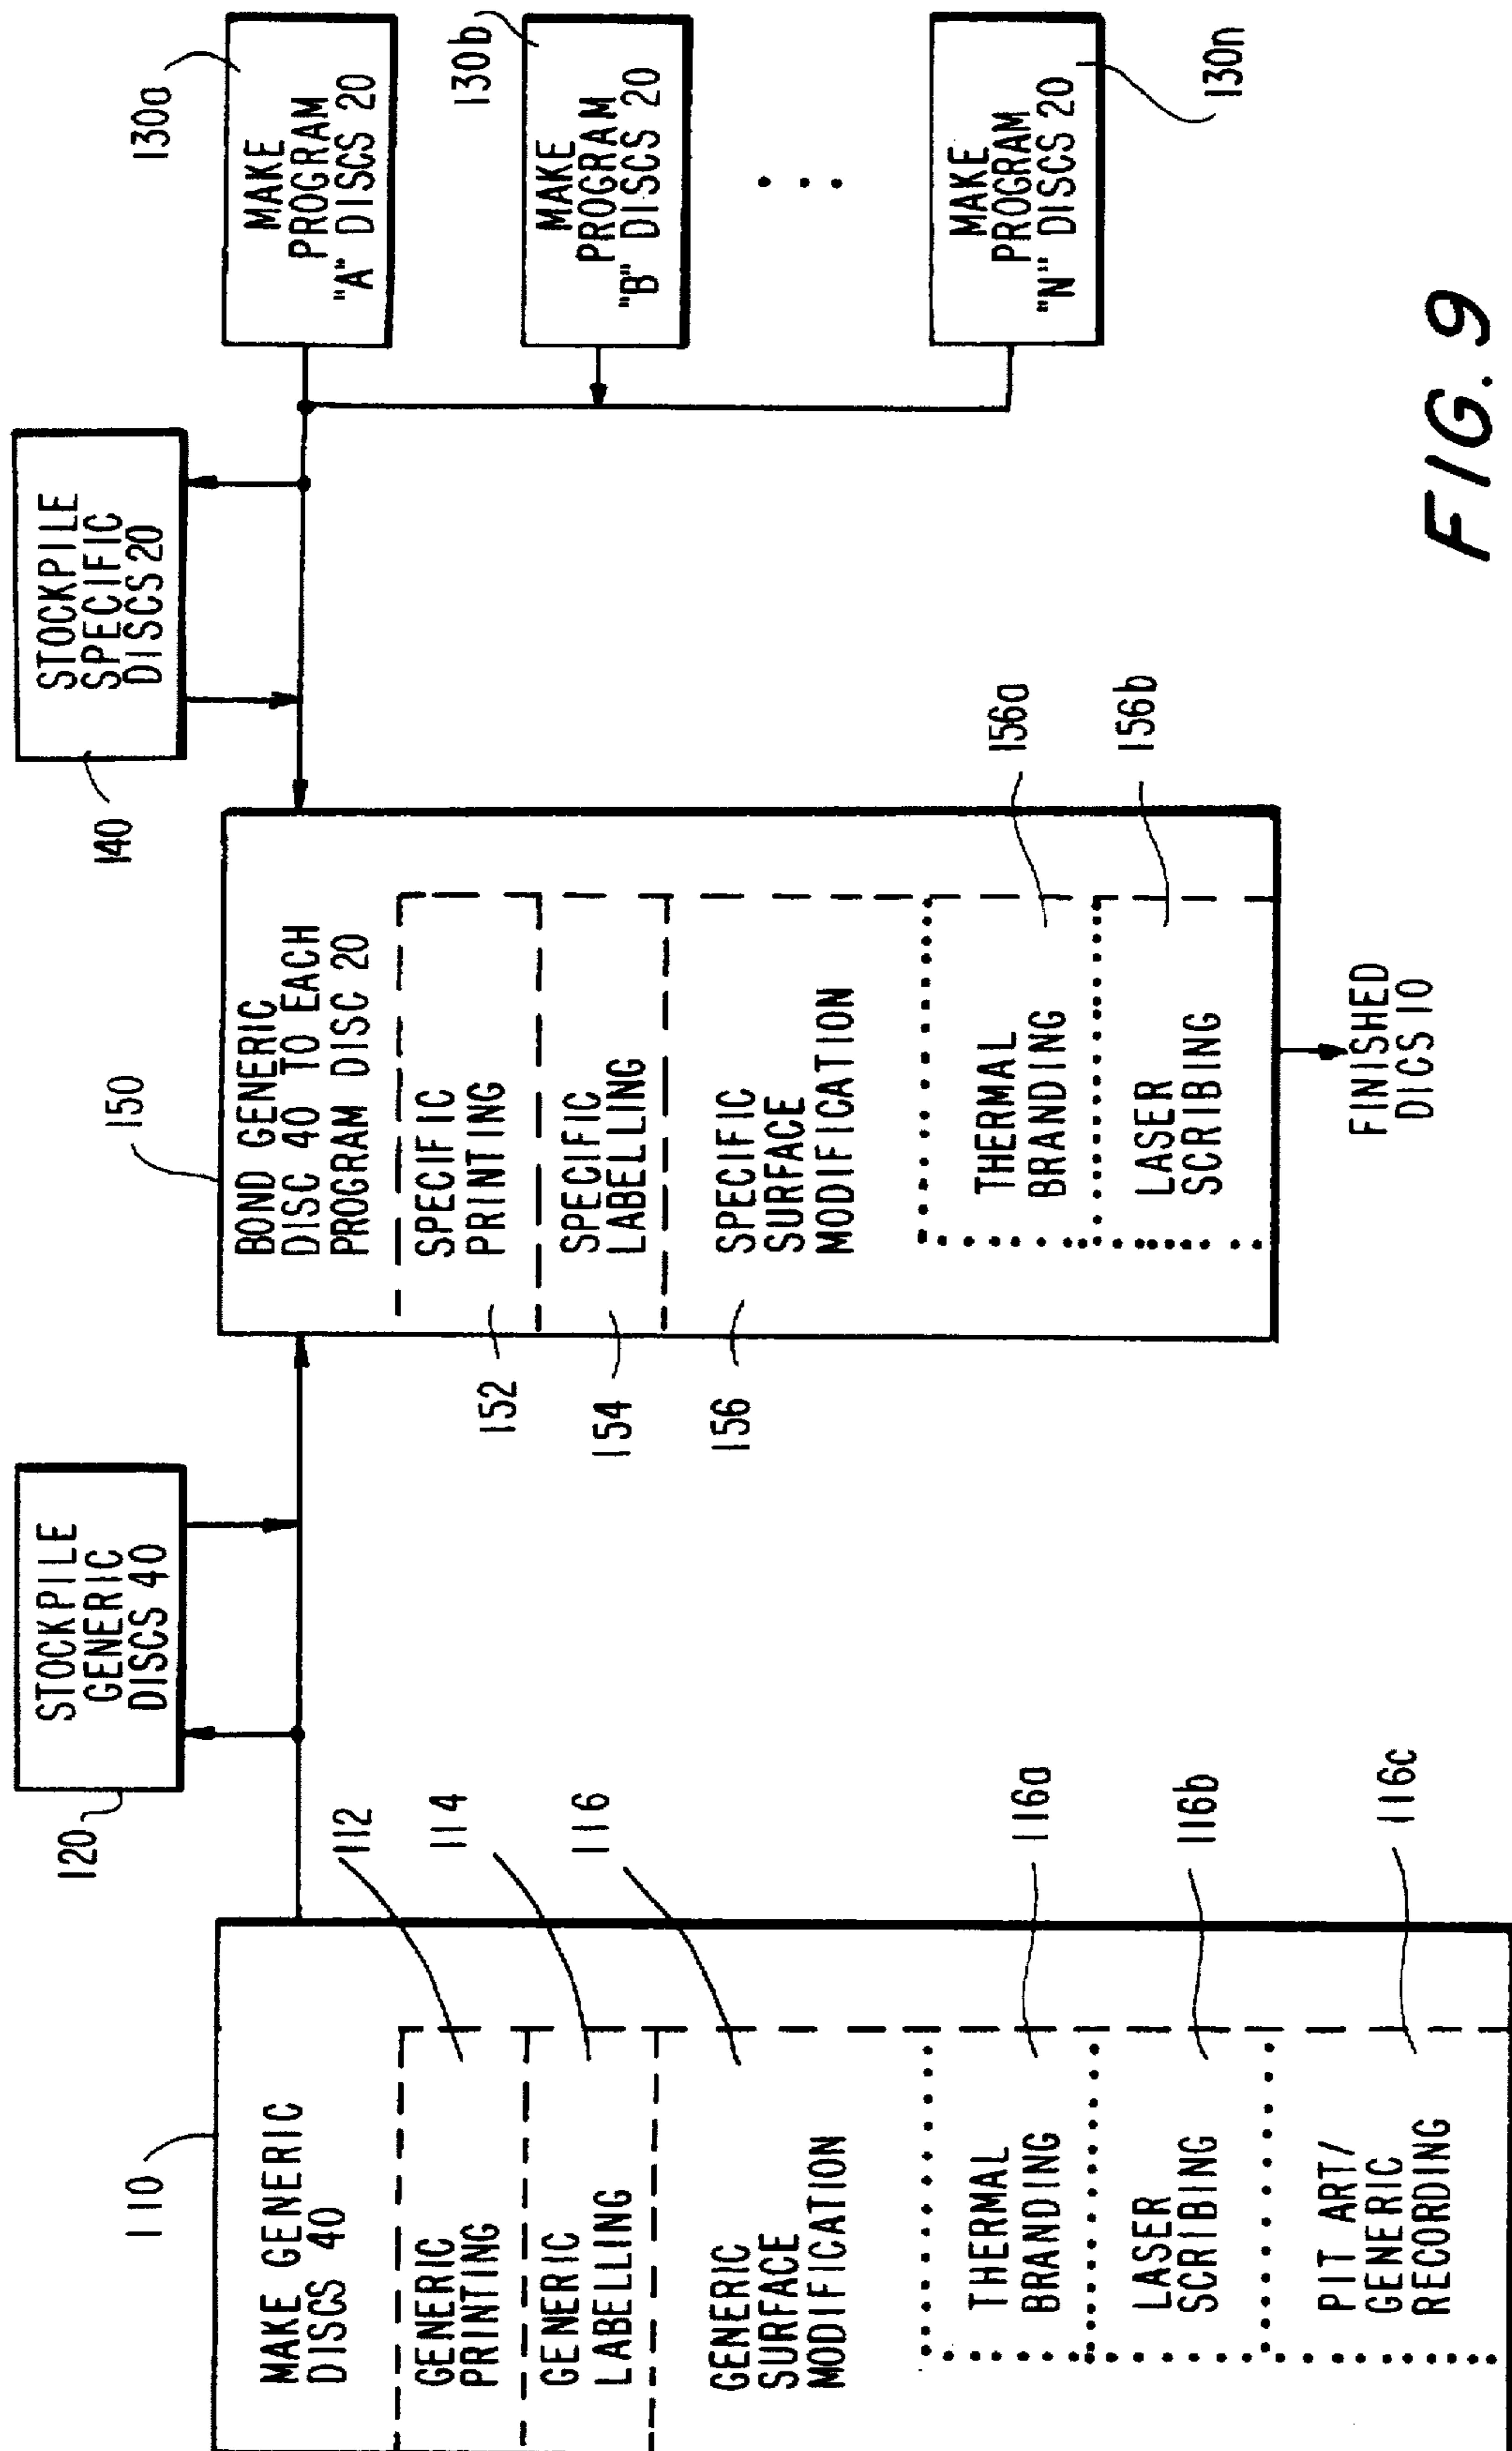 110
MAKE GENERIC
DISCS 40
GENERIC
PRINTING
112
GENERIC
LABELLING
114
GENERIC
SURFACE
MODIFICATION
116
THERMAL
BRANDING
116a
LASER
SCRIBING
116b
PIT ART/
GENERIC
RECORDING
116c
120
STOCKPILE
GENERIC
DISCS 40
150
BOND GENERIC
DISC 40 TO EACH
PROGRAM DISC 20
152
SPECIFIC
PRINTING
154
SPECIFIC
LABELLING
156
SPECIFIC
SURFACE
MODIFICATION
THERMAL
BRANDING
156a
LASER
SCRIBING
156b
FINISHED
DICS 10
140
STOCKPILE
SPECIFIC
DISCS 20
130a
MAKE
PROGRAM
"A" DISCS 20
130b
MAKE
PROGRAM
"B" DISCS 20
MAKE
PROGRAM
"N" DISCS 20
130n
FIG. 9